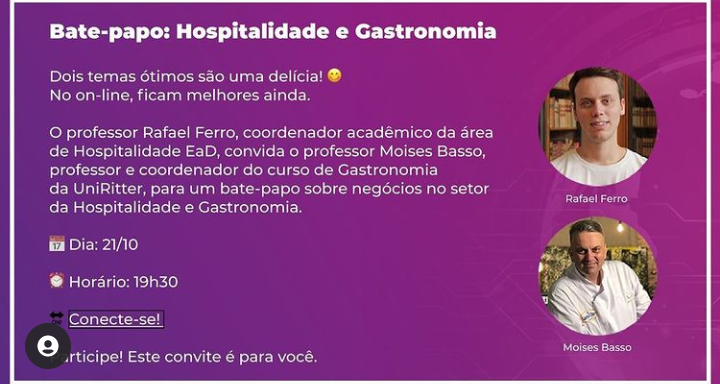 Bate-papo: Hospitalidade e Gastronomia
Dois temas ótimos são uma delícia! 😋
No on-line, ficam melhores ainda.
O professor Rafael Ferro, coordenador acadêmico da área
de Hospitalidade EaD, convida o professor Moises Basso,
professor e coordenador do curso de Gastronomia
da UniRitter, para um bate-papo sobre negócios no setor
da Hospitalidade e Gastronomia.
📅 Dia: 21/10
⏰ Horário: 19h30
Conecte-se!
Participe! Este convite é para você.
Rafael Ferro
Moises Basso